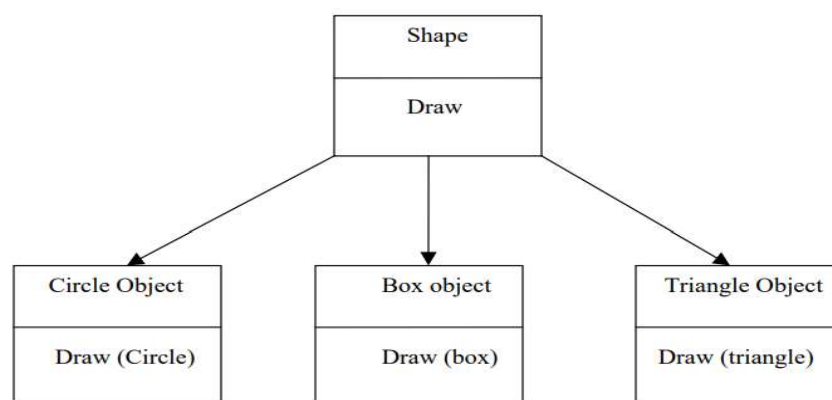 Shape
Draw
Circle Object
Box object
Triangle Object
Draw (Circle)
Draw (box)
Draw (triangle)